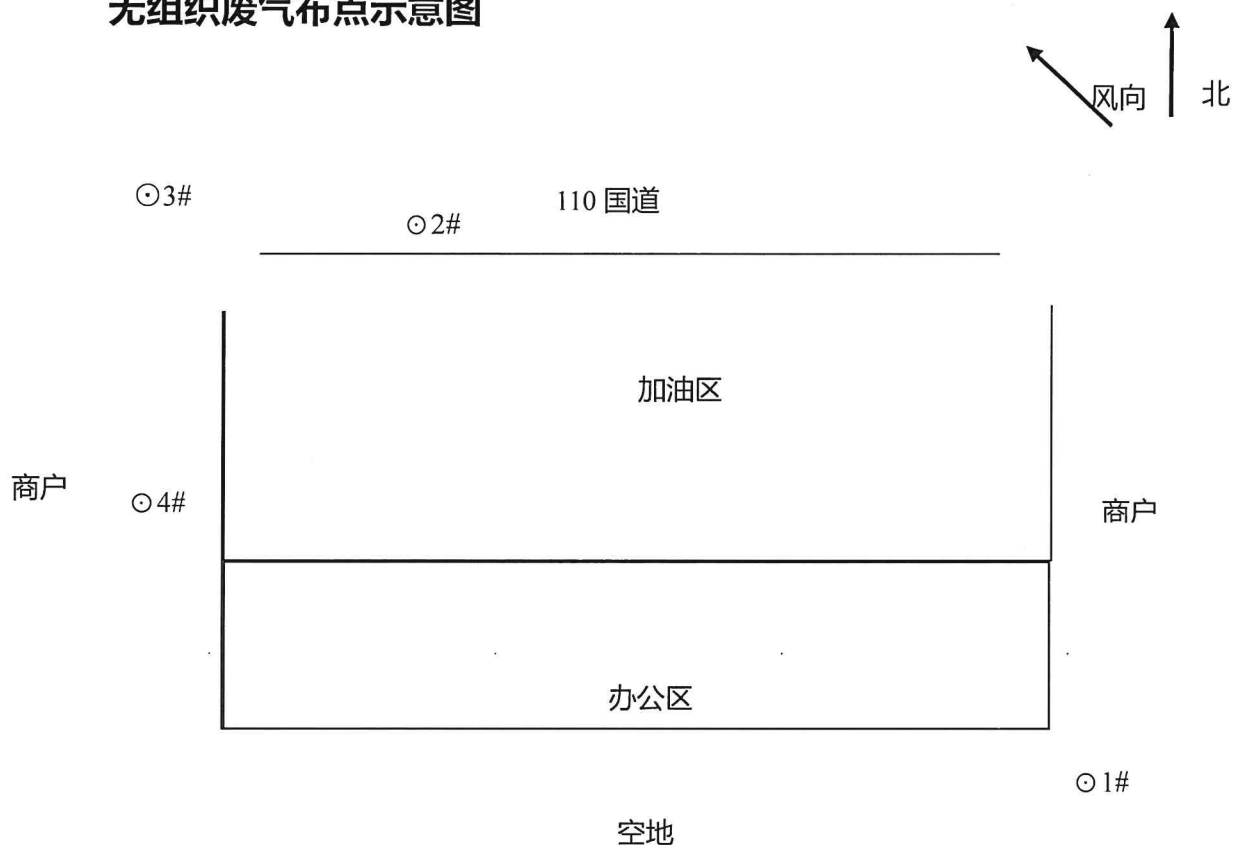 无组织废气布点示意图
风向
北
⊙3#
⊙2#
110 国道
加油区
商户
⊙4#
商户
办公区
⊙1#
空地